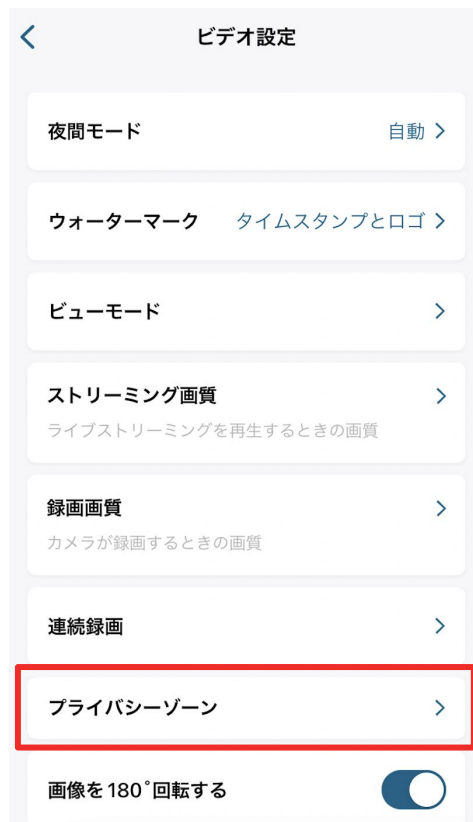 ビデオ設定
夜間モード 自動
ウォーターマーク タイムスタンプとロゴ
ビューモード
ストリーミング画質
ライブストリーミングを再生するときの画質
録画画質
カメラが録画するときの画質
連続録画
プライバシーゾーン
画像を180°回転する